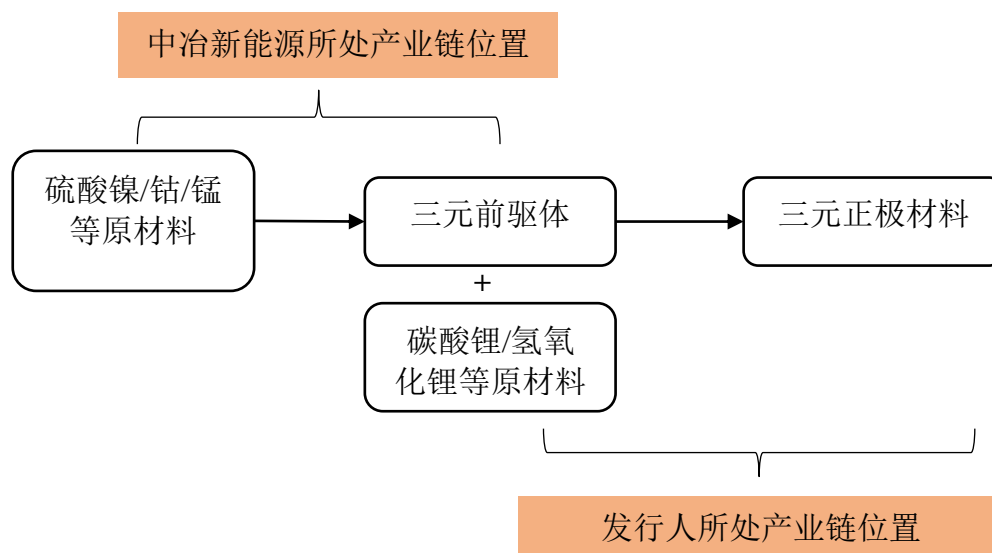 中冶新能源所处产业链位置
硫酸镍/钴/锰
等原材料
三元前驱体
三元正极材料
+
碳酸锂/氢氧
化锂等原材料
发行人所处产业链位置